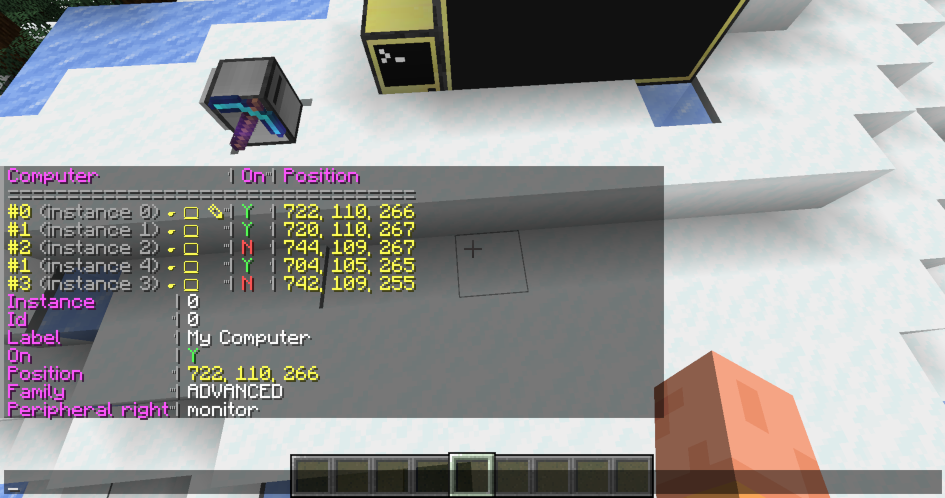 Computer | On | Position
========================================
#0 (instance 0) | Y | 722, 110, 266
#1 (instance 1) | Y | 720, 110, 267
#2 (instance 2) | N | 744, 109, 267
#1 (instance 4) | Y | 704, 105, 265
#3 (instance 3) | N | 742, 109, 255
Instance | 0
Id | 0
Label | My Computer
On | Y
Position | 722, 110, 266
Family | ADVANCED
Peripheral right | monitor